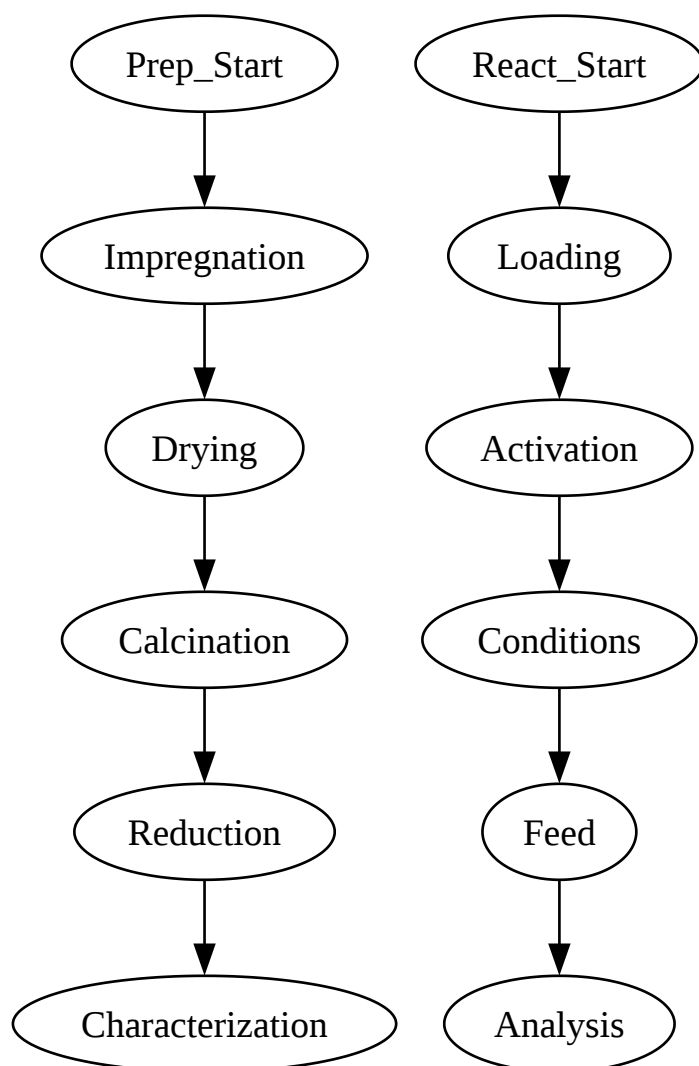 Prep_Start
React_Start
Impregnation
Loading
Drying
Activation
Calcination
Conditions
Reduction
Feed
Characterization
Analysis